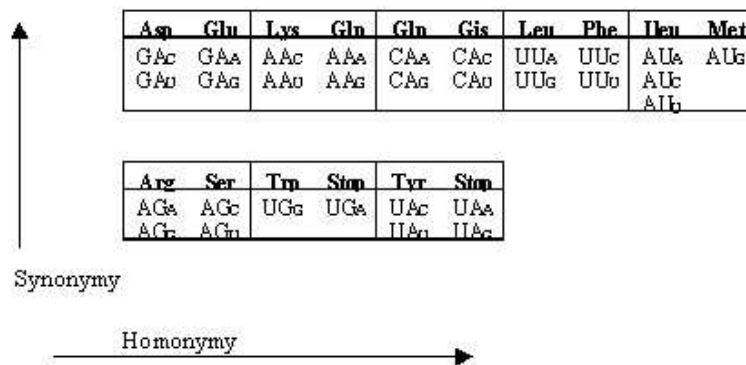 Asp Glu Lys Gln Gln Gis Leu Phe Ileu Met
GAC GAA AAC AAA CAA CAC UUA UUC AUA AUG
GAU GAG AAU AAG CAG CAU UUG UUU AUC
AUU
Arg Ser Trp Stop Tyr Stop
AGA AGC UGG UGA UAC UAA
AGG AGU UAU UAG
Synonymy
Homonymy